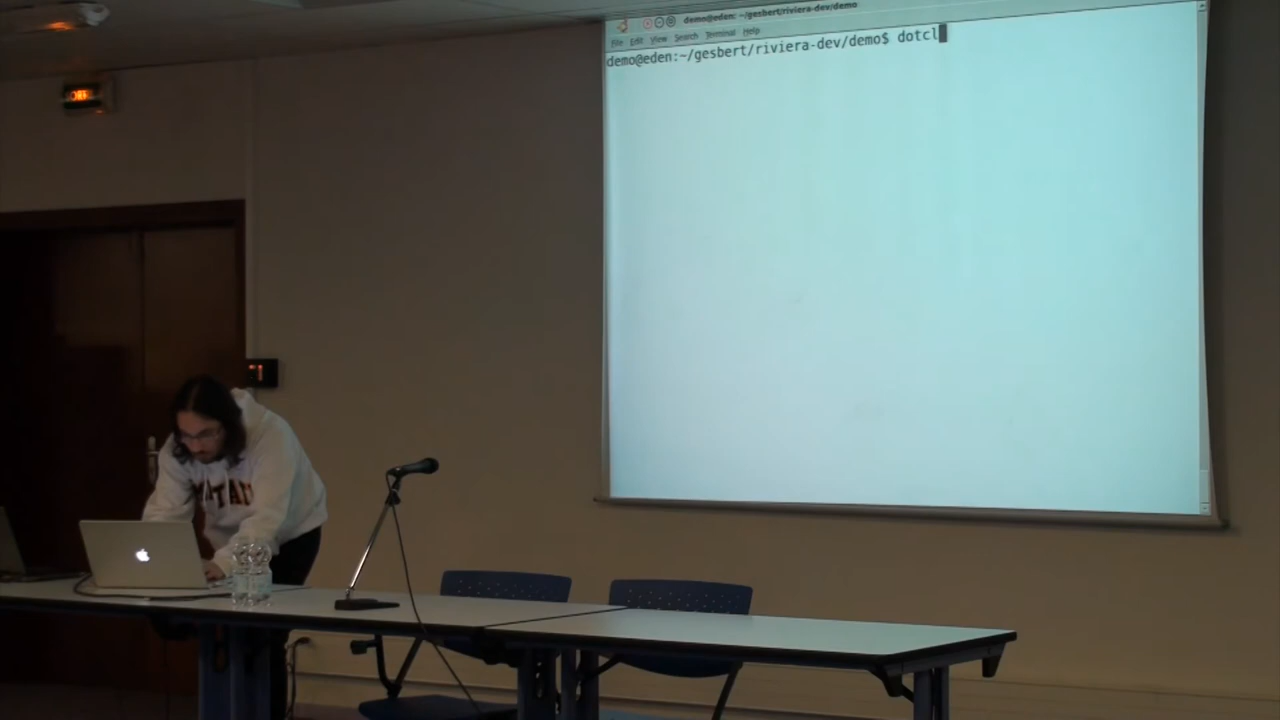 demo@eden: ~/gesbert/riviera-dev/demo
File Edit View Search Terminal Help
demo@eden:~/gesbert/riviera-dev/demo$ dotcl